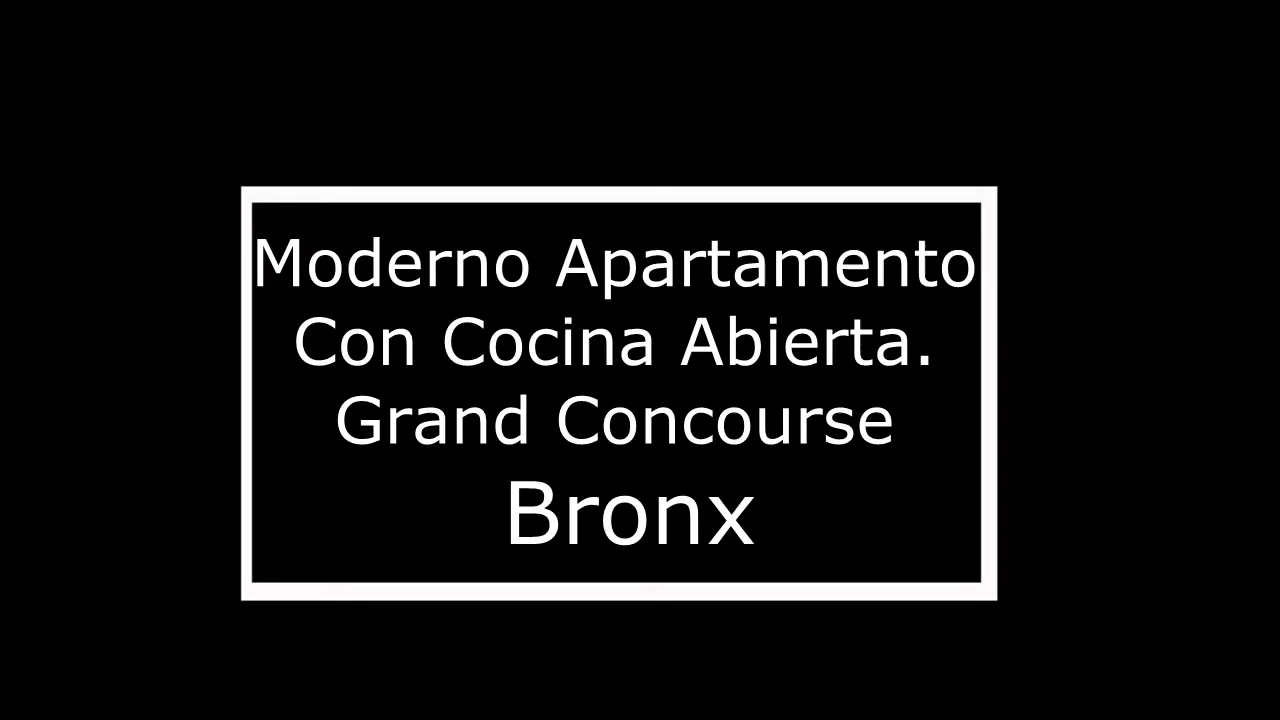 Moderno Apartamento
Con Cocina Abierta.
Grand Concourse
Bronx